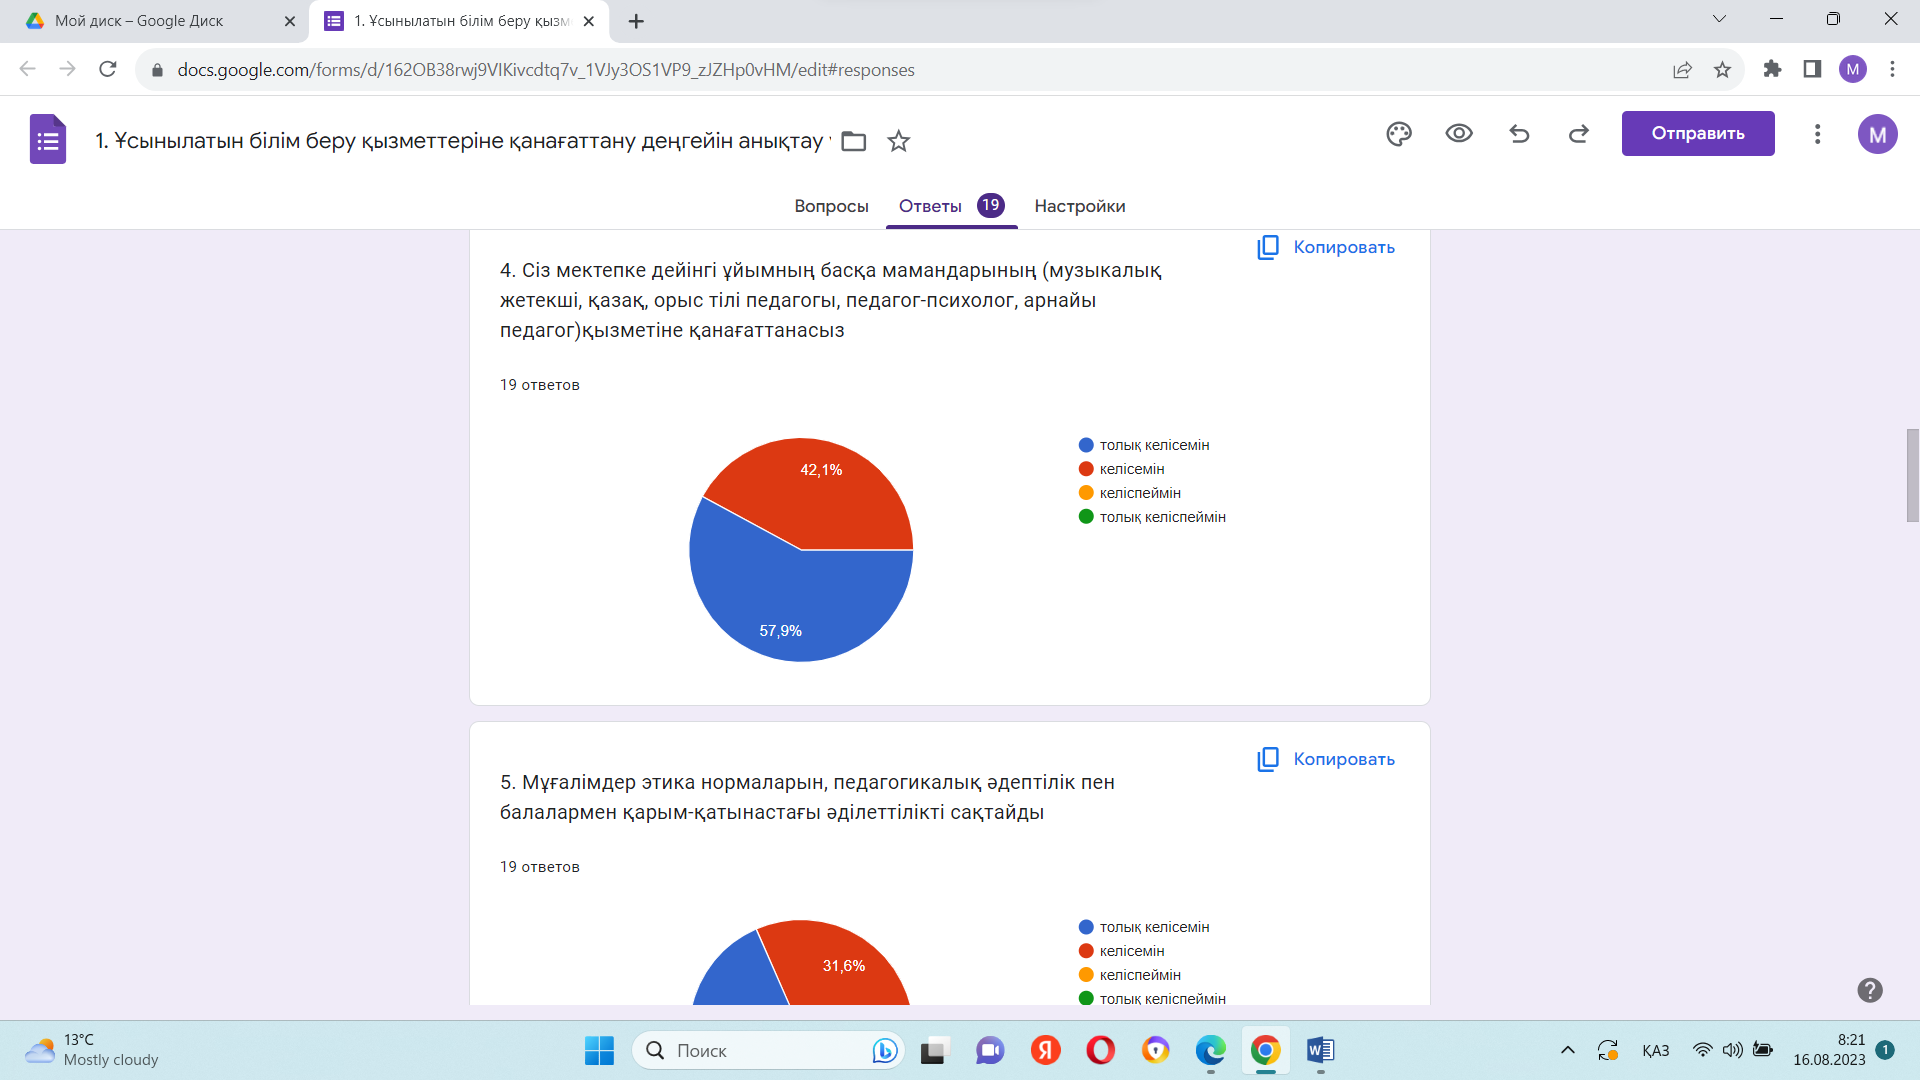 Мой диск – Google Диск
1. Ұсынылатын білім беру қызм
docs.google.com/forms/d/162OB38rwj9VIKivcdtq7v_1VJy3OS1VP9_zJZHp0vHM/edit#responses
M
1. Ұсынылатын білім беру қызметтеріне қанағаттану деңгейін анықтау
Отправить
M
Вопросы
Ответы 19
Настройки
Копировать
4. Сіз мектепке дейінгі ұйымның басқа мамандарының (музыкалық
жетекші, қазақ, орыс тілі педагогы, педагог-психолог, арнайы
педагог)қызметіне қанағаттанасыз
19 ответов
42,1%
57,9%
толық келісемін
келісемін
келіспеймін
толық келіспеймін
Копировать
5. Мұғалімдер этика нормаларын, педагогикалық әдептілік пен
балалармен қарым-қатынастағы әділеттілікті сақтайды
19 ответов
31,6%
толық келісемін
келісемін
келіспеймін
толық келіспеймін
13°C
Mostly cloudy
Поиск
ҚАЗ
8:21
16.08.2023
1